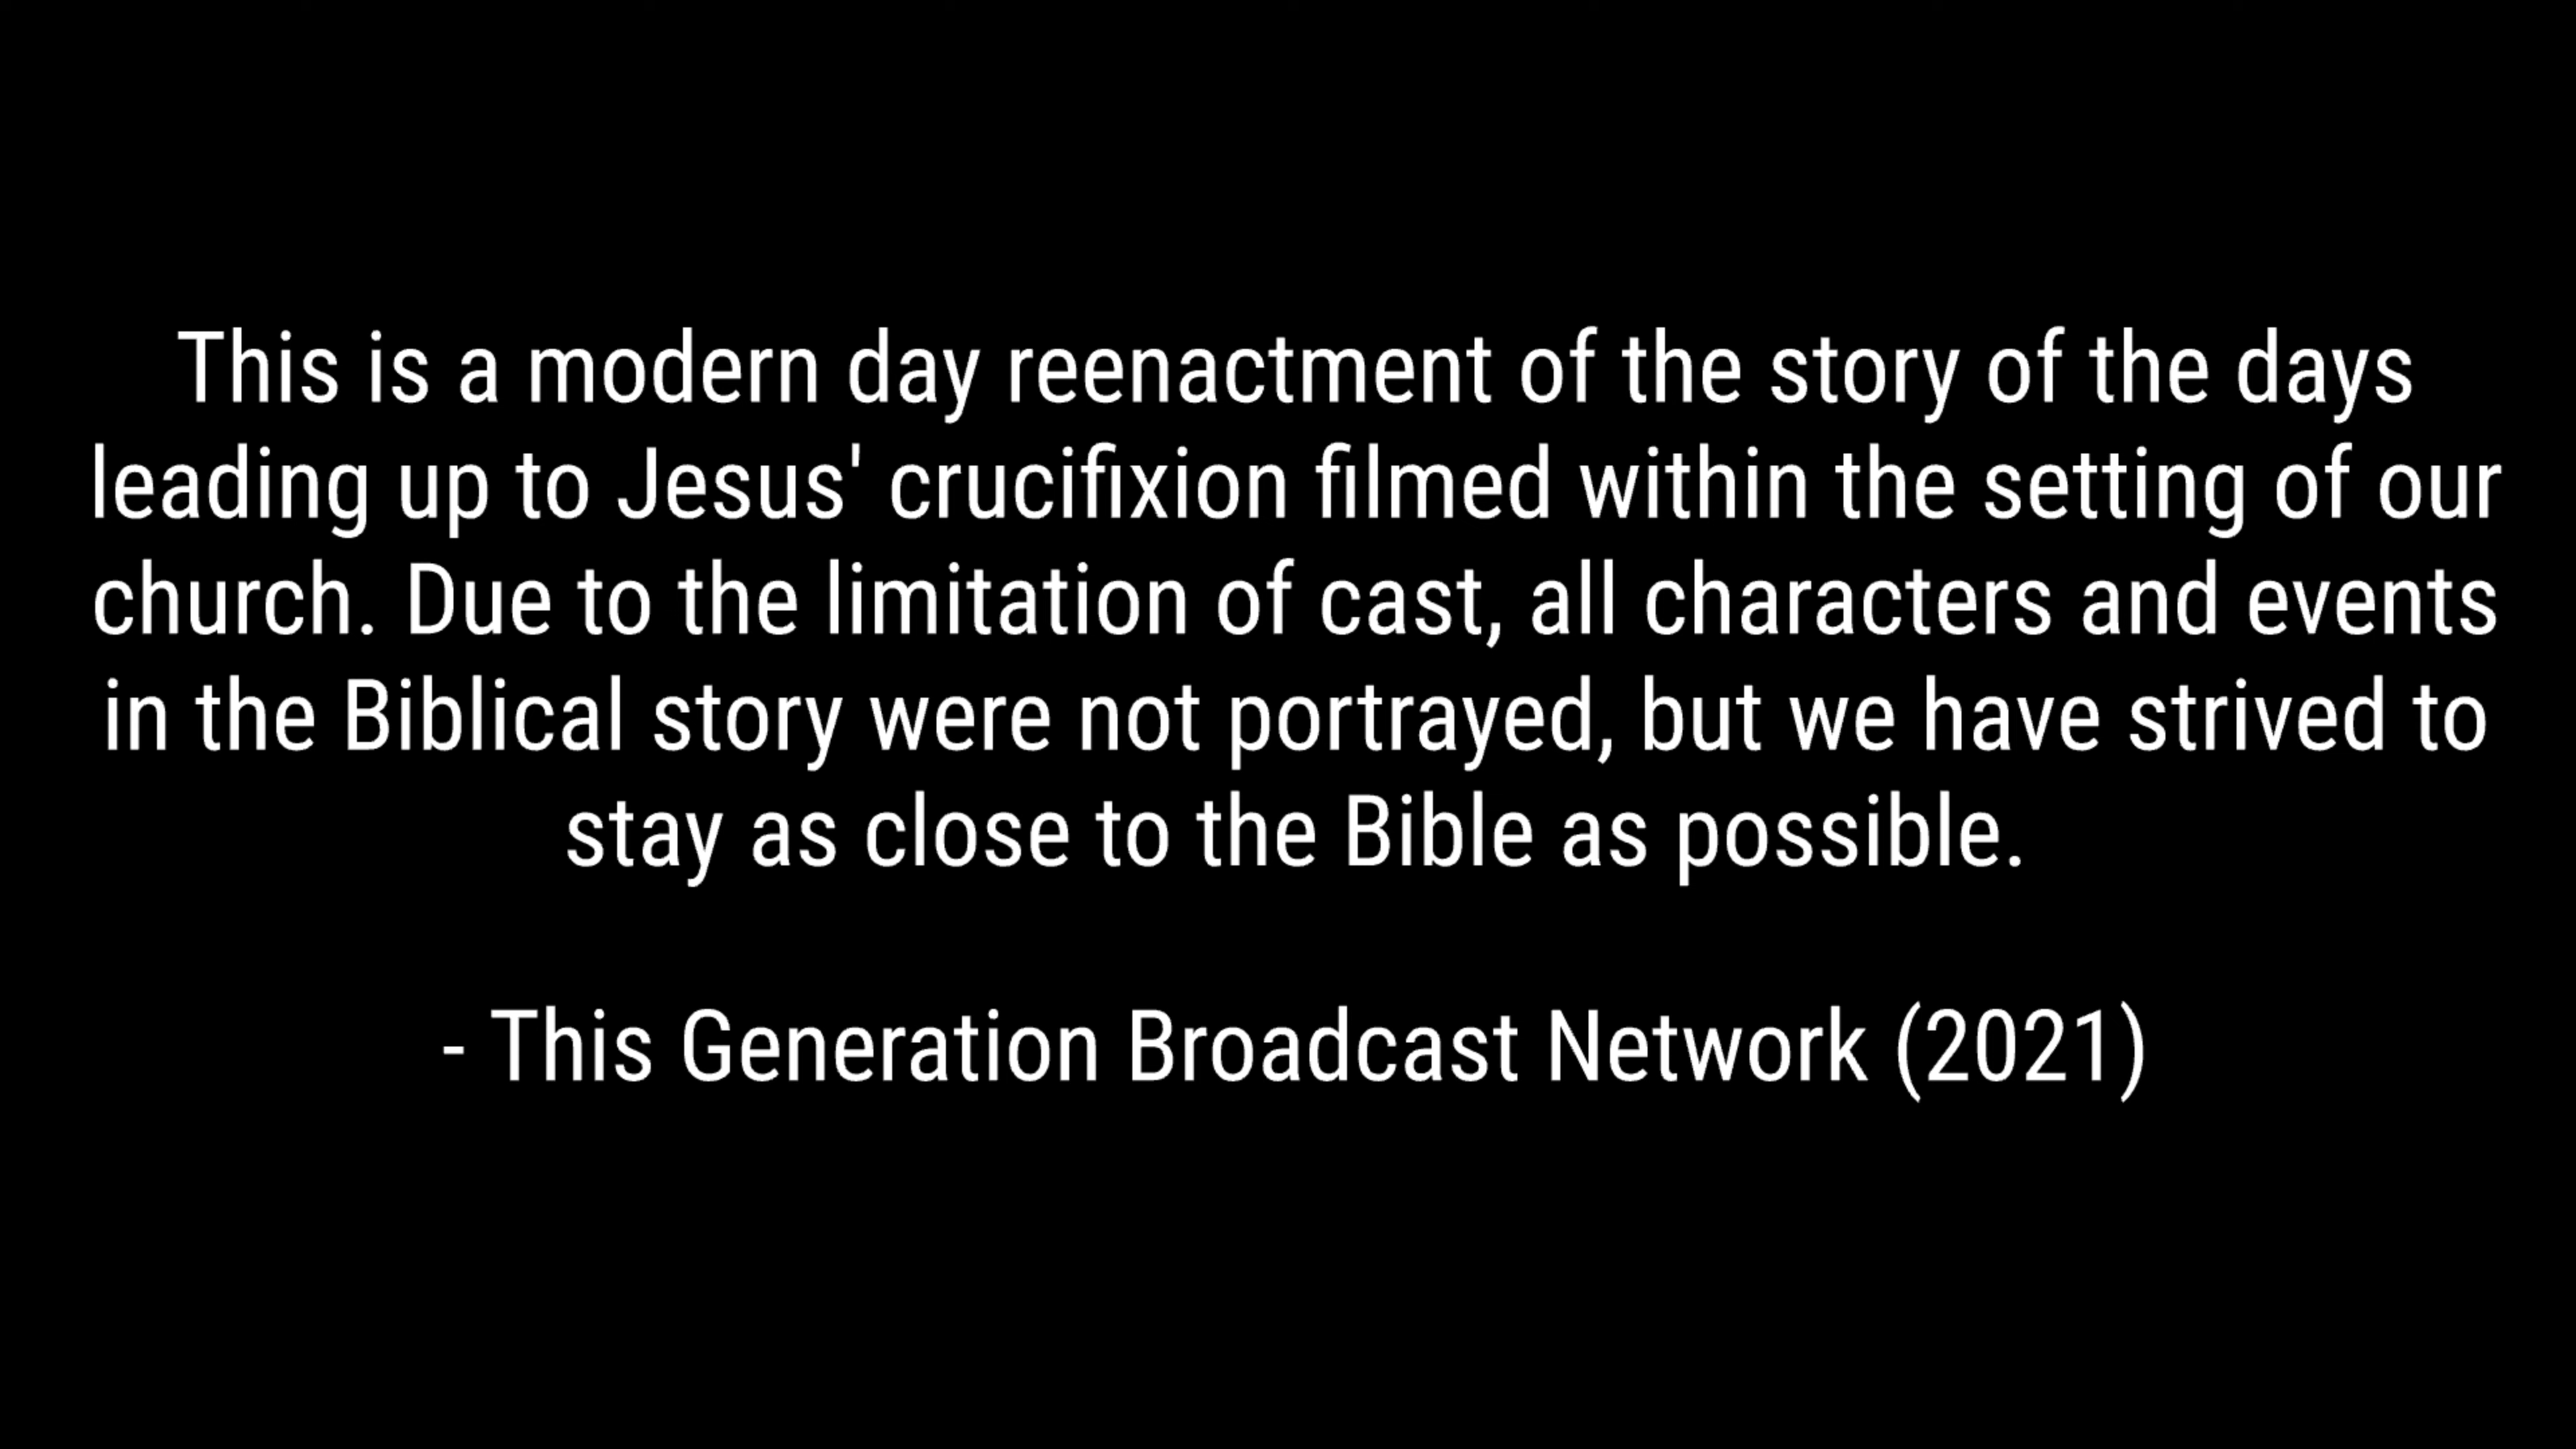 This is a modern day reenactment of the story of the days
leading up to Jesus' crucifixion filmed within the setting of our
church. Due to the limitation of cast, all characters and events
in the Biblical story were not portrayed, but we have strived to
stay as close to the Bible as possible.
- This Generation Broadcast Network (2021)